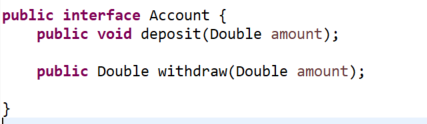 public interface Account {
public void deposit(Double amount);
public Double withdraw(Double amount);
}